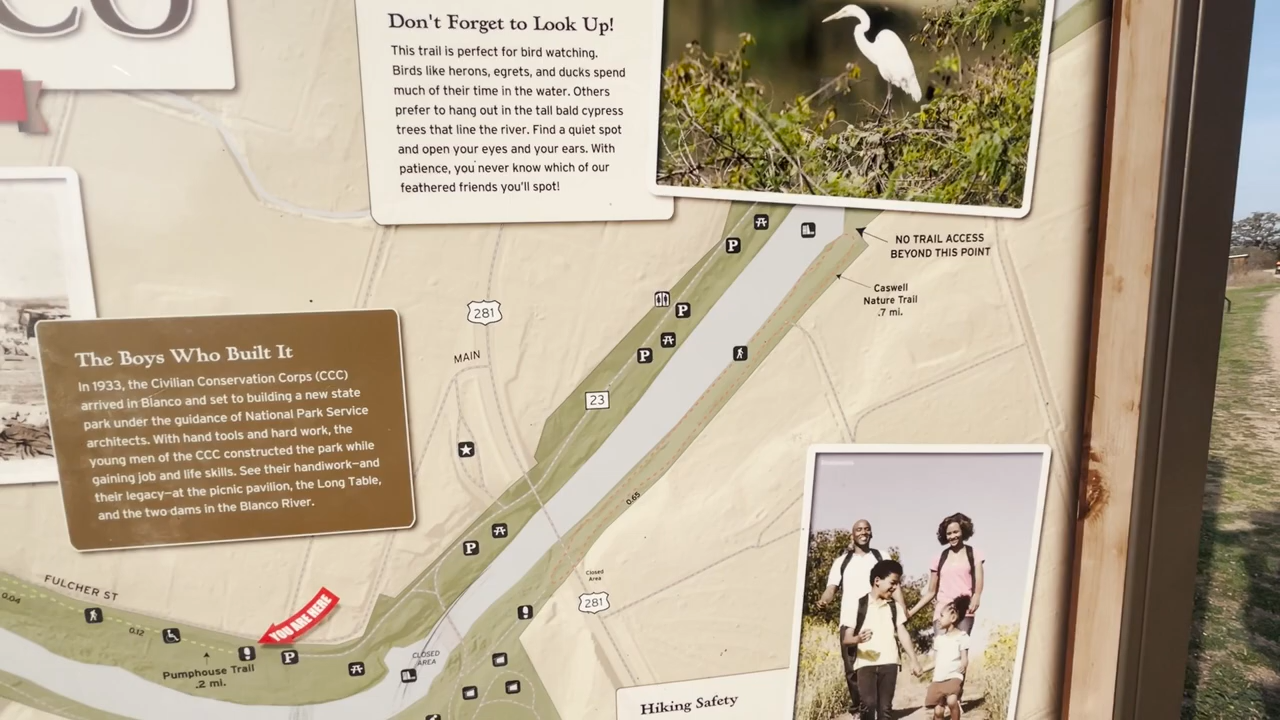 CO
Don't Forget to Look Up!
This trail is perfect for bird watching.
Birds like herons, egrets, and ducks spend
much of their time in the water. Others
prefer to hang out in the tall bald cypress
trees that line the river. Find a quiet spot
and open your eyes and your ears. With
patience, you never know which of our
feathered friends you'll spot!
NO TRAIL ACCESS
BEYOND THIS POINT
Caswell
Nature Trail
.7 mi.
281
MAIN
P
P
P
23
The Boys Who Built It
In 1933, the Civilian Conservation Corps (CCC)
arrived in Blanco and set to building a new state
park under the guidance of National Park Service
architects. With hand tools and hard work, the
young men of the CCC constructed the park while
gaining job and life skills. See their handiwork—and
their legacy—at the picnic pavilion, the Long Table,
and the two dams in the Blanco River.
0.65
P
Closed
Area
281
FULCHER ST
0.04
0.12
YOU ARE HERE
P
Pumphouse Trail
.2 mi.
CLOSED
AREA
Hiking Safety